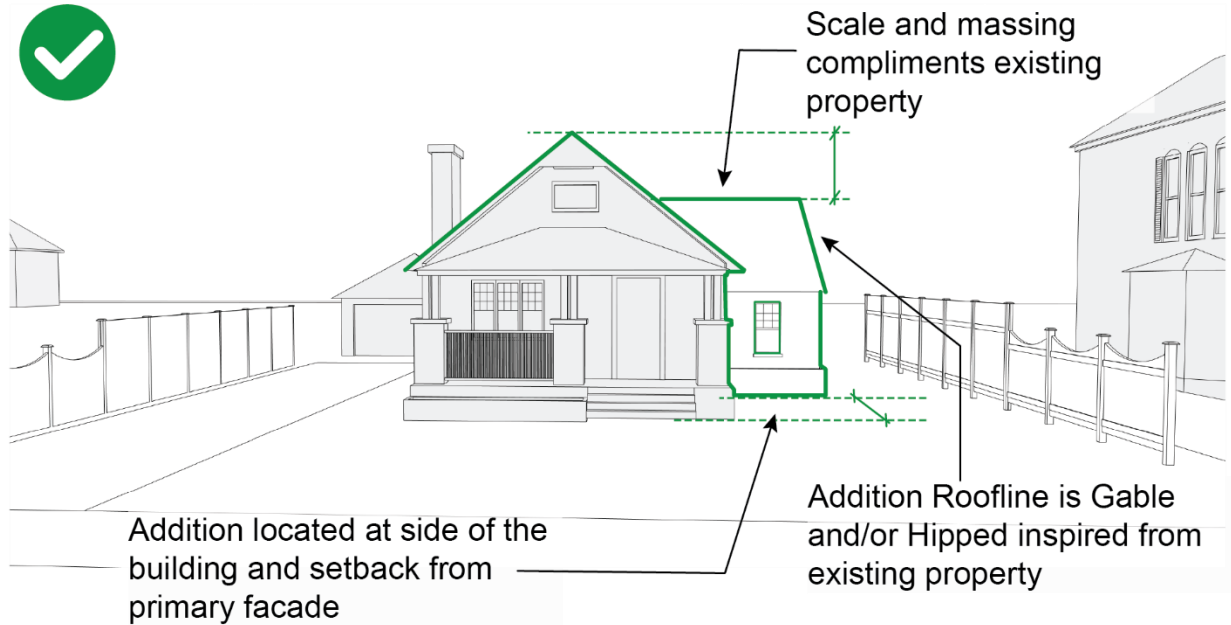 Scale and massing
compliments existing
property
Addition located at side of the
building and setback from
primary facade
Addition Roofline is Gable
and/or Hipped inspired from
existing property